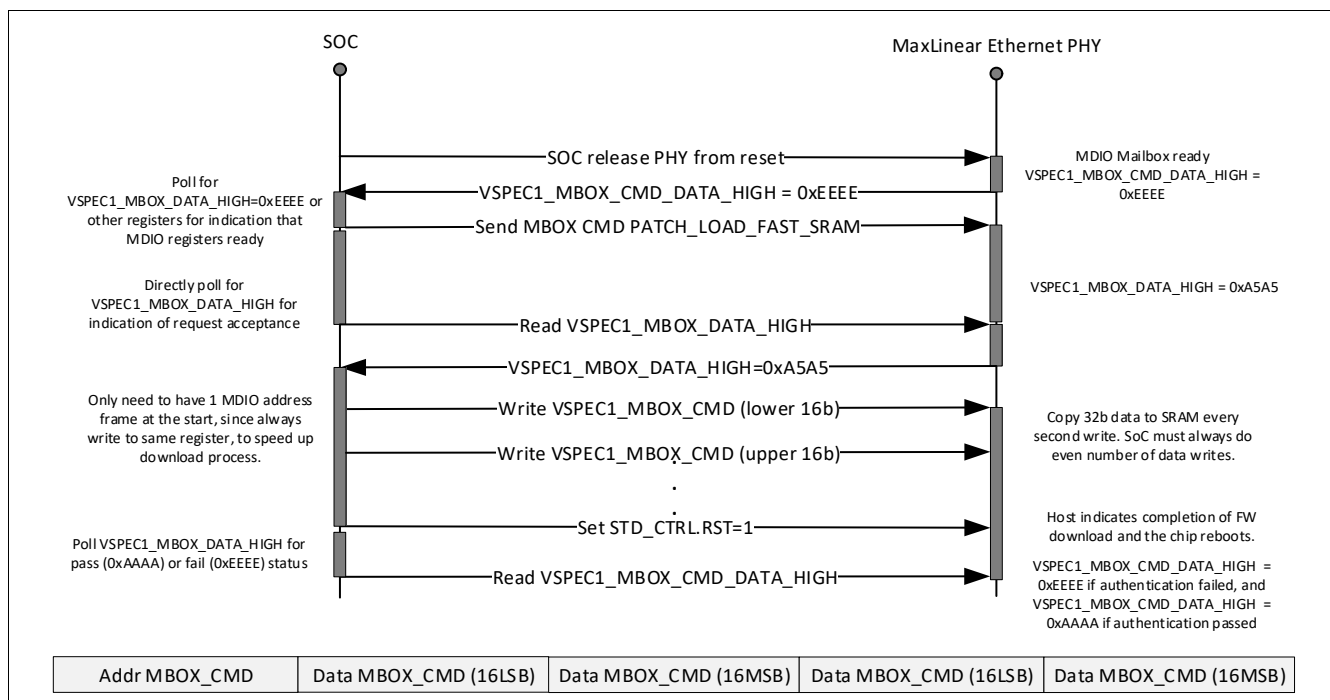 SOC
MaxLinear Ethernet PHY
SOC release PHY from reset
MDIO Mailbox ready
VSPEC1_MBOX_CMD_DATA_HIGH =
0xEEEE
Poll for
VSPEC1_MBOX_DATA_HIGH=0xEEEE or
other registers for indication that
MDIO registers ready
VSPEC1_MBOX_CMD_DATA_HIGH = 0xEEEE
Send MBOX CMD PATCH_LOAD_FAST_SRAM
Directly poll for
VSPEC1_MBOX_DATA_HIGH for
indication of request acceptance
VSPEC1_MBOX_DATA_HIGH = 0xA5A5
Read VSPEC1_MBOX_DATA_HIGH
VSPEC1_MBOX_DATA_HIGH=0xA5A5
Only need to have 1 MDIO address
frame at the start, since always
write to same register, to speed up
download process.
Write VSPEC1_MBOX_CMD (lower 16b)
Write VSPEC1_MBOX_CMD (upper 16b)
.
.
.
Copy 32b data to SRAM every
second write. SoC must always do
even number of data writes.
Set STD_CTRL.RST=1
Host indicates completion of FW
download and the chip reboots.
Poll VSPEC1_MBOX_DATA_HIGH for
pass (0xAAAA) or fail (0xEEEE) status
Read VSPEC1_MBOX_CMD_DATA_HIGH
VSPEC1_MBOX_CMD_DATA_HIGH =
0xEEEE if authentication failed, and
VSPEC1_MBOX_CMD_DATA_HIGH =
0xAAAA if authentication passed
Addr MBOX_CMD
Data MBOX_CMD (16LSB)
Data MBOX_CMD (16MSB)
Data MBOX_CMD (16LSB)
Data MBOX_CMD (16MSB)